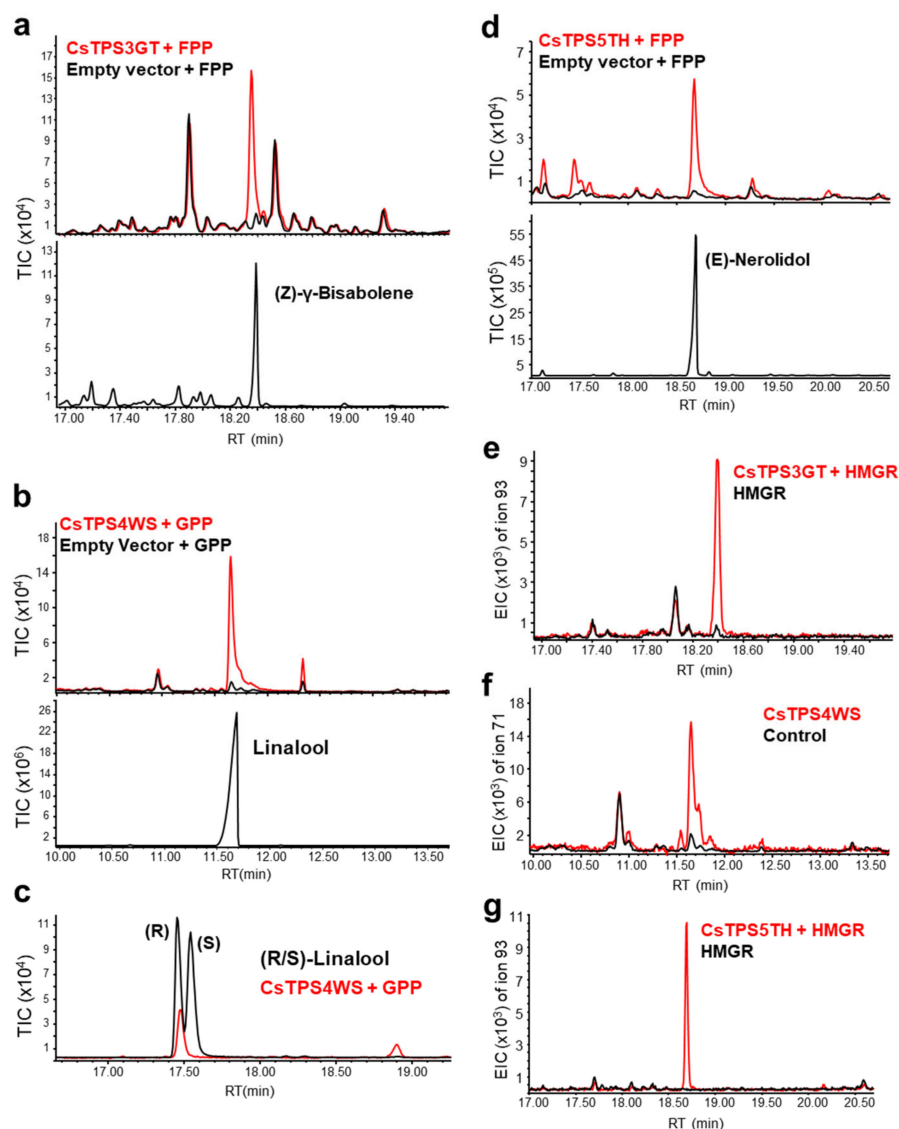 a
CsTPS3GT + FPP
Empty vector + FPP
TIC (x10⁴)
17
15
13
11
9
7
5
3
1
13
11
9
7
5
3
1
(Z)-γ-Bisabolene
17.00 17.40 17.80 18.20 18.60 19.00 19.40
RT (min)
b
CsTPS4WS + GPP
Empty Vector + GPP
TIC (x10⁴)
18
14
10
6
2
TIC (x10⁶)
26
22
18
14
10
6
2
0
Linalool
10.00 10.50 11.00 11.50 12.00 12.50 13.00 13.50
RT(min)
c
TIC (x10⁴)
11
9
7
5
3
1
(R)
(S)
(R/S)-Linalool
CsTPS4WS + GPP
17.00 17.50 18.00 18.50 19.00
RT(min)
d
CsTPS5TH + FPP
Empty vector + FPP
TIC (x10⁴)
7
5
3
1
TIC (x10⁵)
55
45
35
25
15
5
(E)-Nerolidol
17.00 17.50 18.00 18.50 19.00 19.50 20.00 20.50
RT (min)
e
CsTPS3GT + HMGR
HMGR
EIC (x10³) of ion 93
9
7
5
3
1
17.00 17.40 17.80 18.20 18.60 19.00 19.40
RT (min)
f
CsTPS4WS
Control
EIC (x10³) of ion 71
18
14
10
6
2
10.00 10.50 11.00 11.50 12.00 12.50 13.00 13.50
RT (min)
g
CsTPS5TH + HMGR
HMGR
EIC (x10³) of ion 93
11
9
7
5
3
1
17.00 17.50 18.00 18.50 19.00 19.50 20.00 20.50
RT (min)